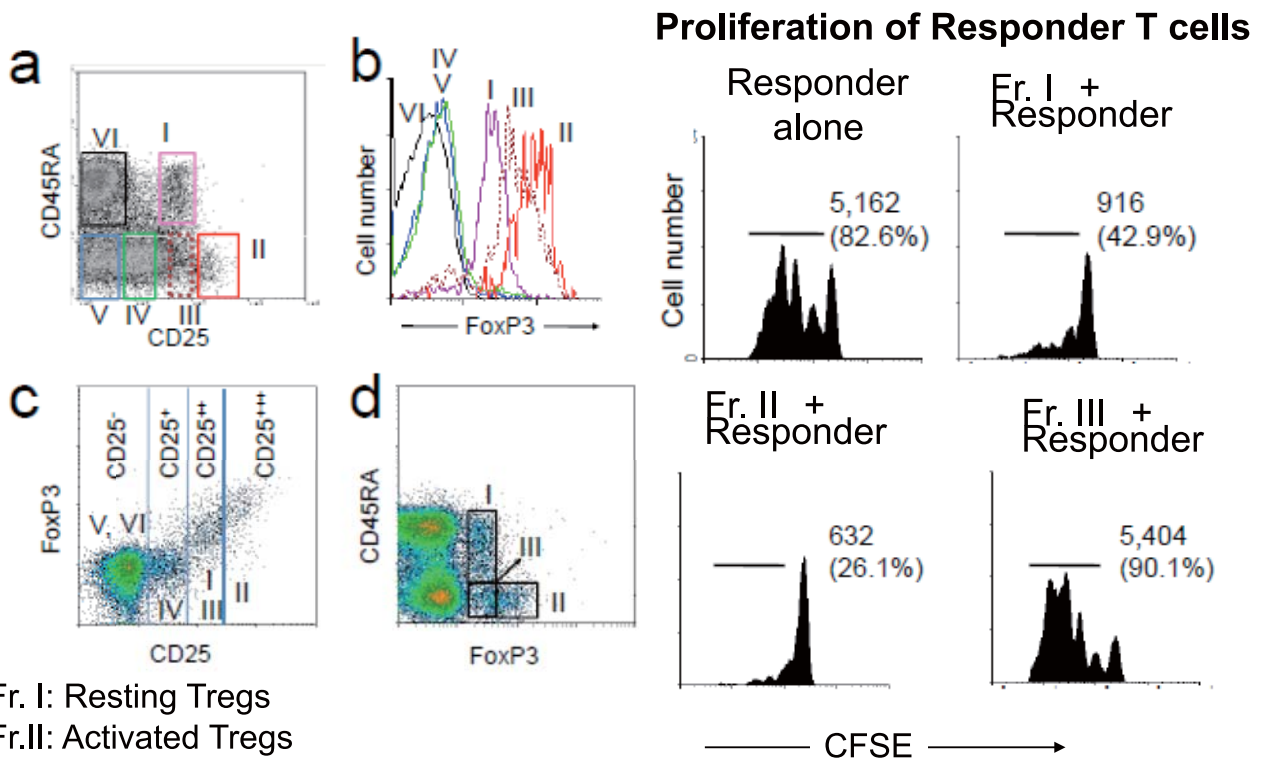 Proliferation of Responder T cells
a
CD45RA
VI
I
II
V
IV
III
CD25
b
Cell number
VI
IV
V
I
III
II
FoxP3
c
FoxP3
CD25-
CD25+
CD25++
CD25+++
V, VI
I
IV
III
II
CD25
d
CD45RA
I
III
II
FoxP3
Fr. I: Resting Tregs
Fr.II: Activated Tregs
Responder
alone
Cell number
0
5,162
(82.6%)
Fr. I +
Responder
916
(42.9%)
Fr. II +
Responder
632
(26.1%)
Fr. III +
Responder
5,404
(90.1%)
CFSE